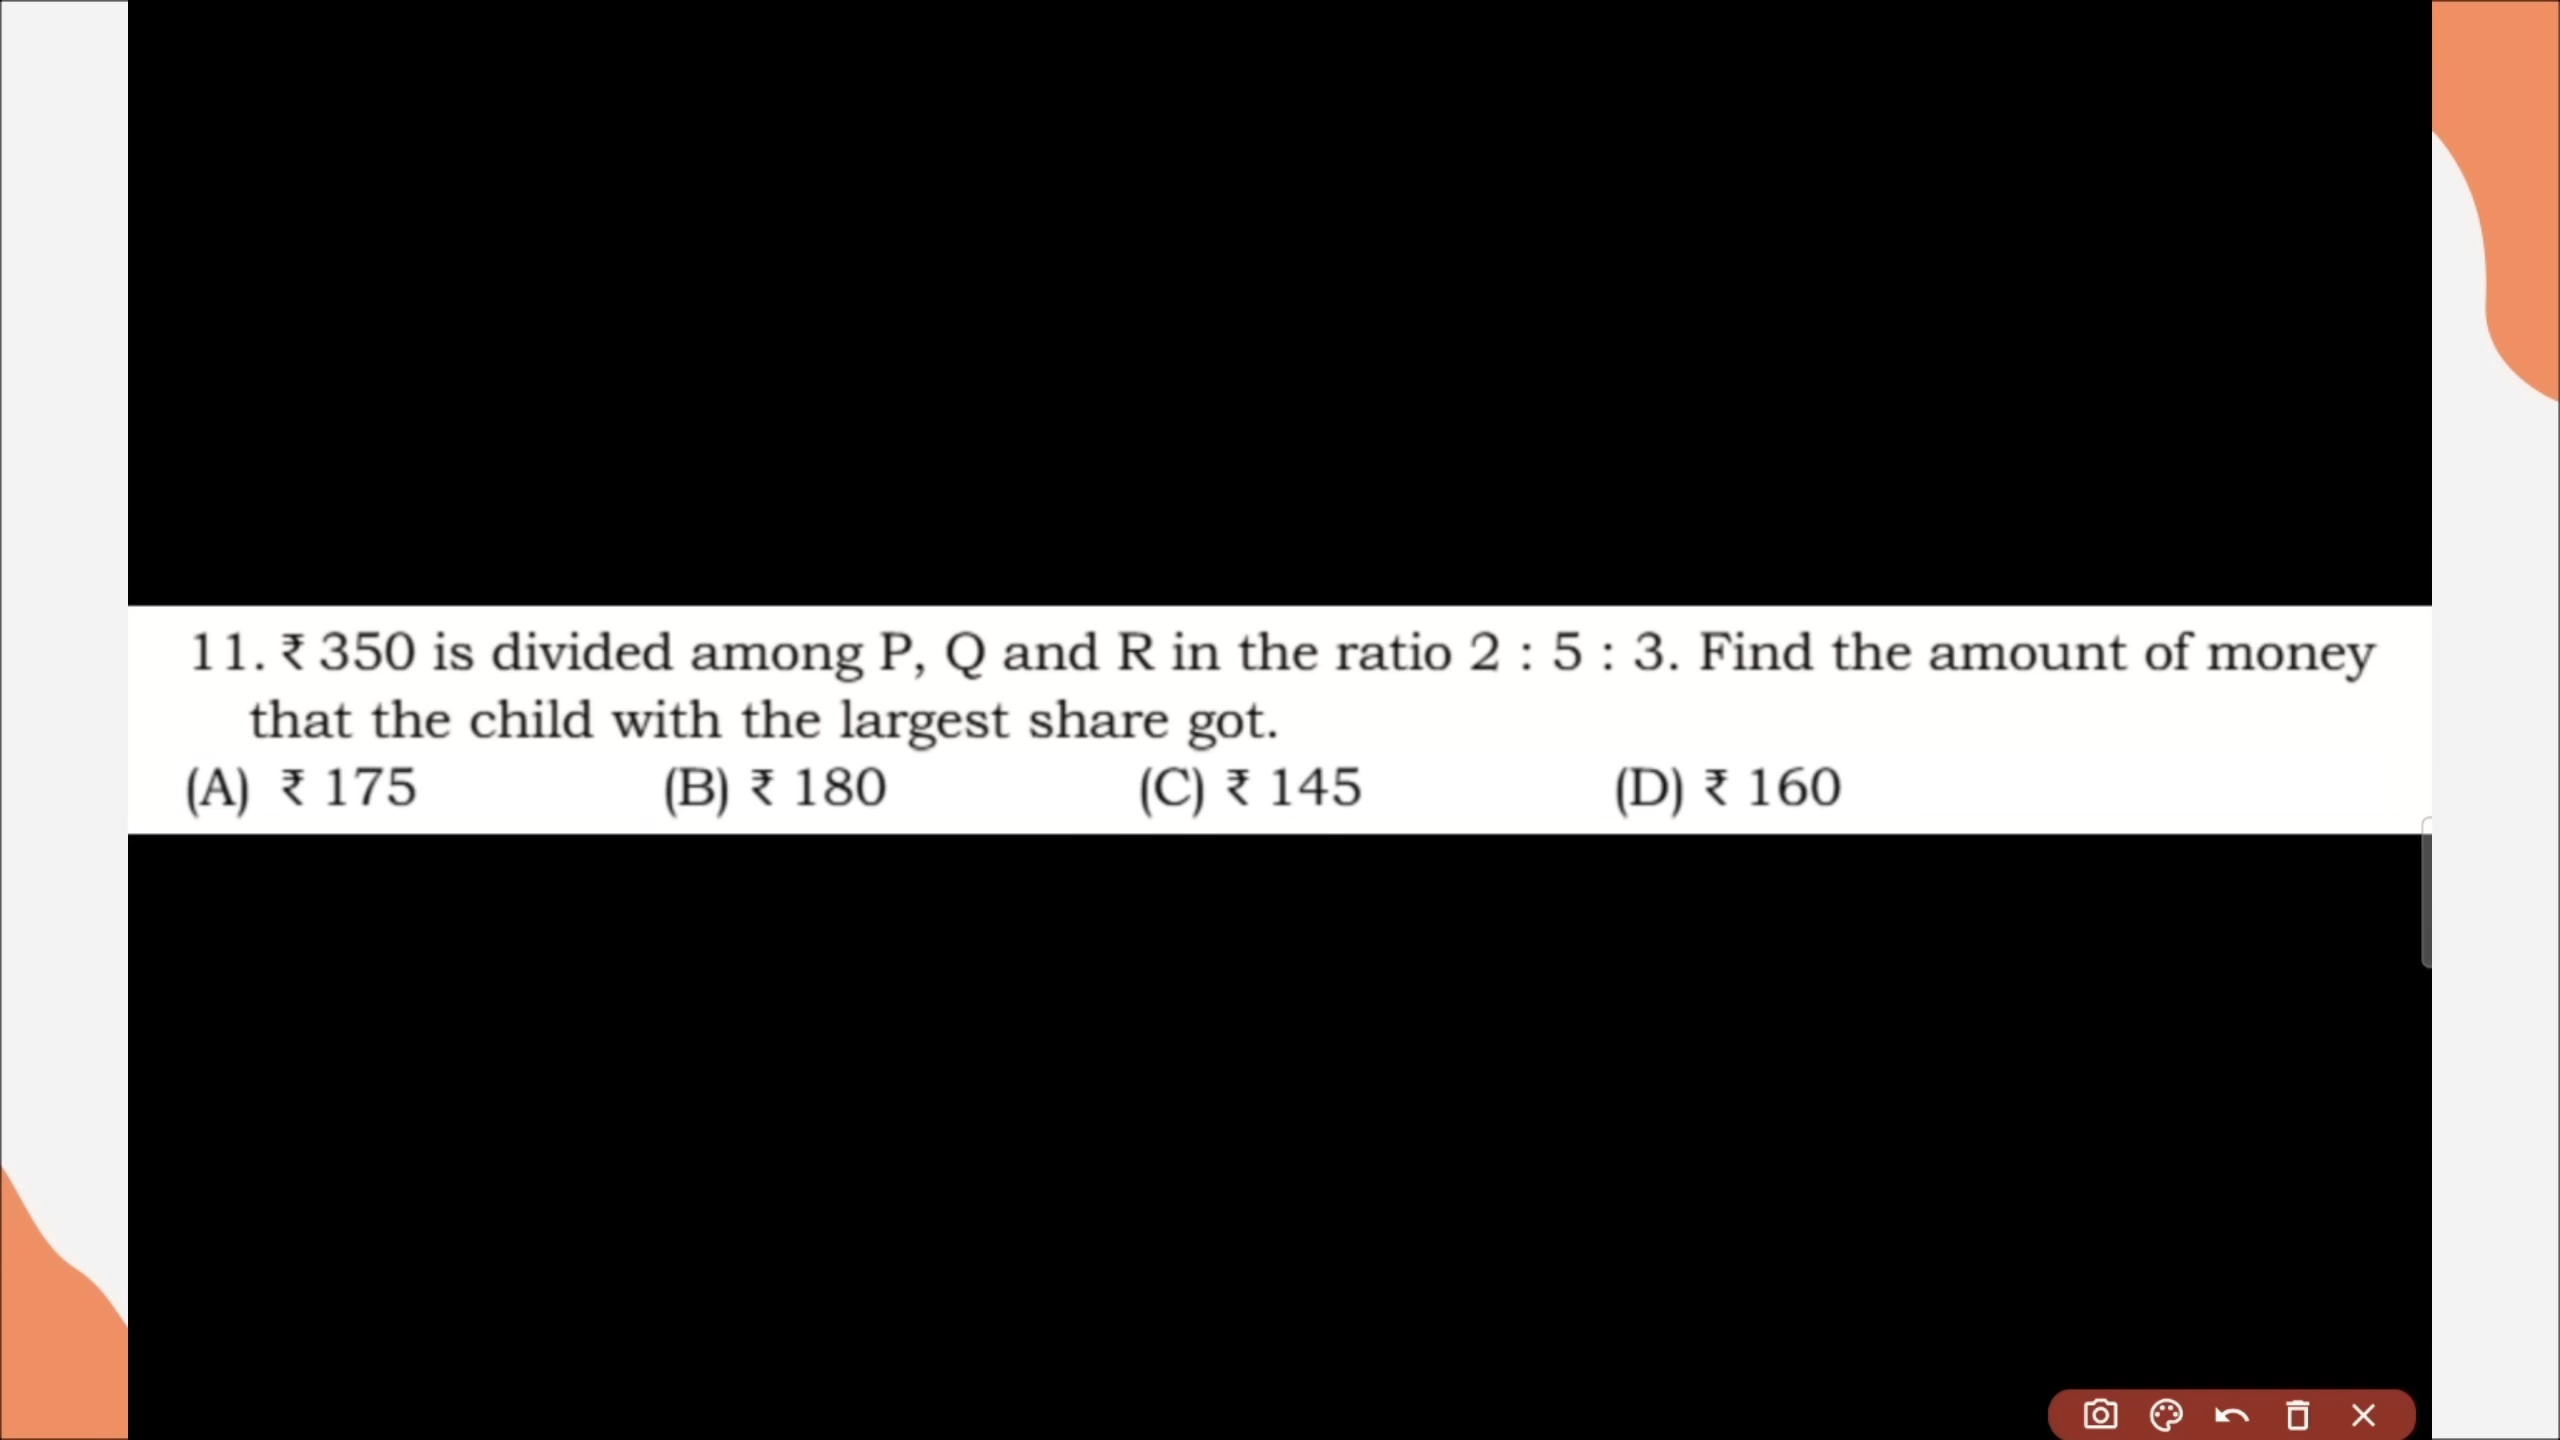 11. ₹ 350 is divided among P, Q and R in the ratio 2 : 5 : 3. Find the amount of money
that the child with the largest share got.
(A) ₹ 175 (B) ₹ 180 (C) ₹ 145 (D) ₹ 160